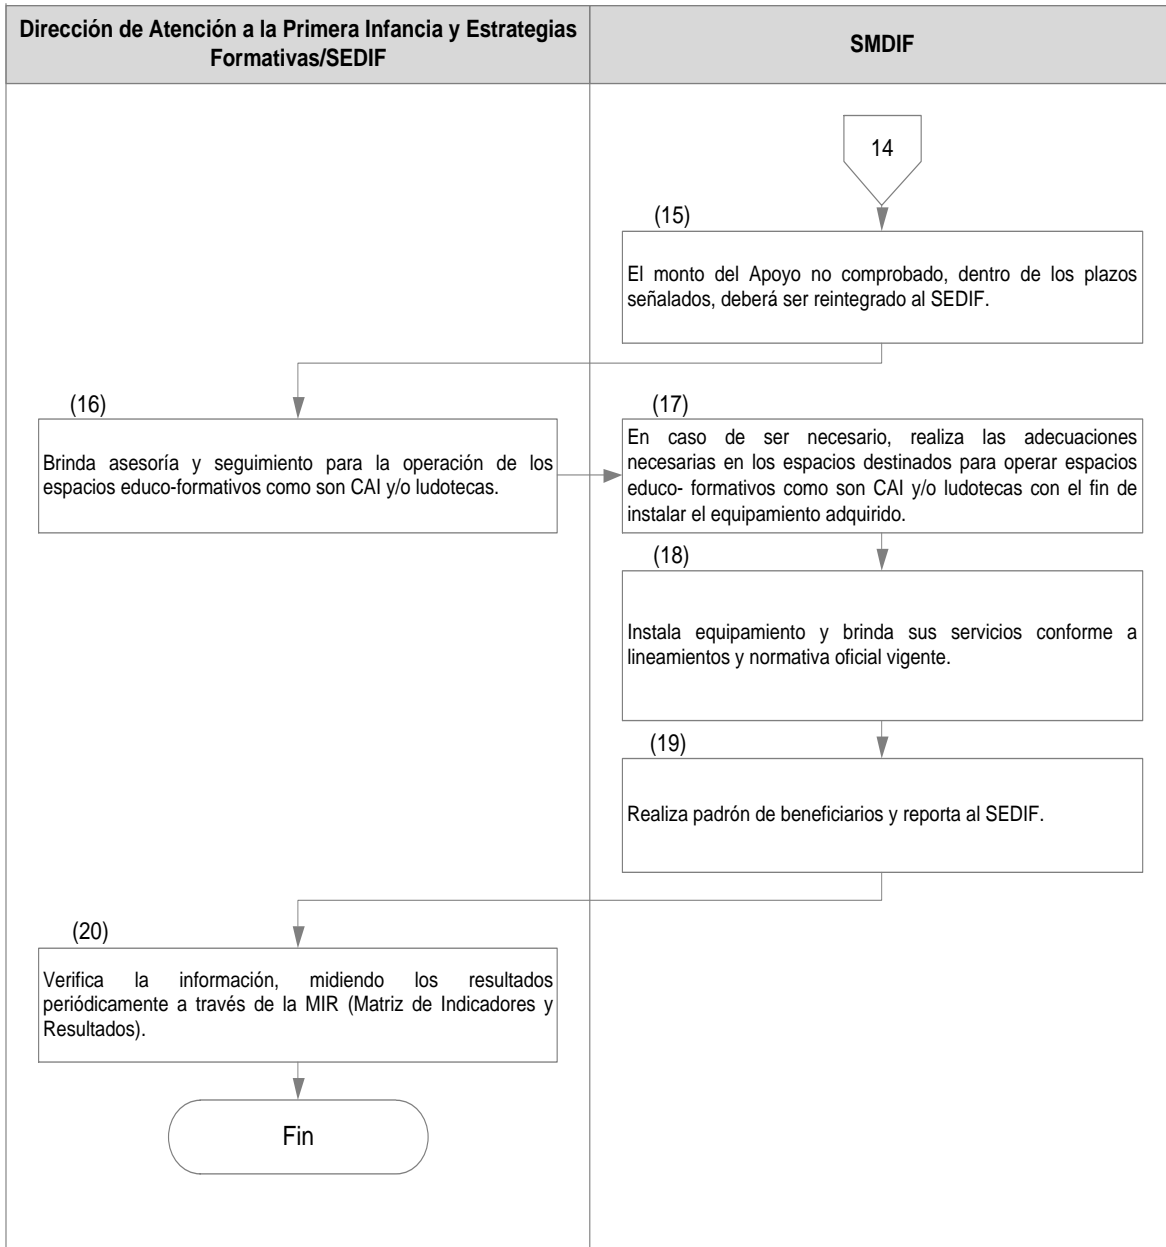 Dirección de Atención a la Primera Infancia y Estrategias
Formativas/SEDIF
SMDIF
14
(15)
El monto del Apoyo no comprobado, dentro de los plazos
señalados, deberá ser reintegrado al SEDIF.
(16)
Brinda asesoría y seguimiento para la operación de los
espacios educo-formativos como son CAI y/o ludotecas.
(17)
En caso de ser necesario, realiza las adecuaciones
necesarias en los espacios destinados para operar espacios
educo- formativos como son CAI y/o ludotecas con el fin de
instalar el equipamiento adquirido.
(18)
Instala equipamiento y brinda sus servicios conforme a
lineamientos y normativa oficial vigente.
(19)
Realiza padrón de beneficiarios y reporta al SEDIF.
(20)
Verifica la información, midiendo los resultados
periódicamente a través de la MIR (Matriz de Indicadores y
Resultados).
Fin